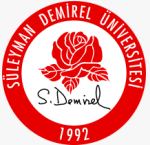 SÜLEYMAN DEMİREL ÜNİVERSİTESİ
S. Demirel
1992